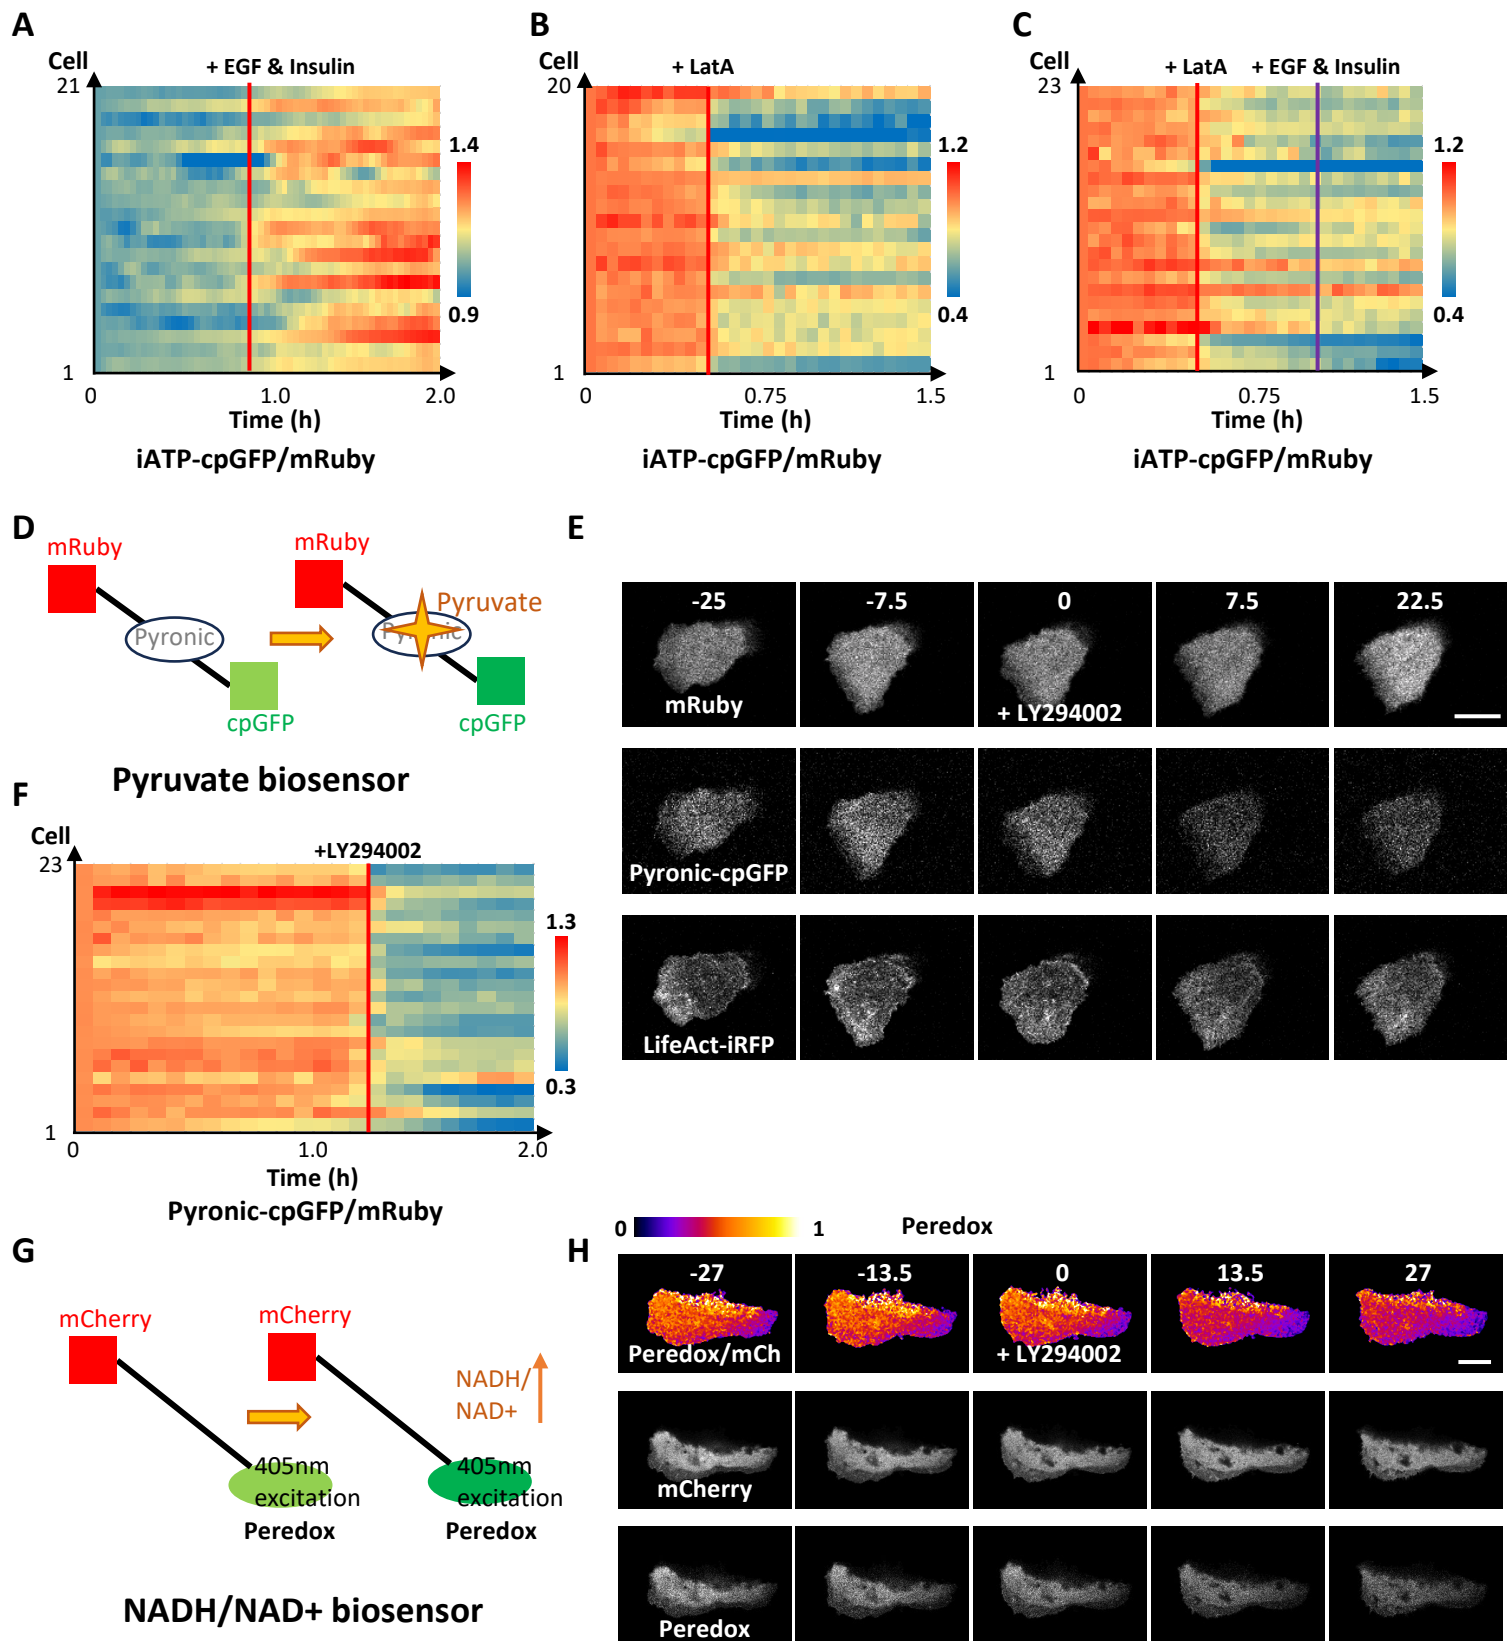 A
Cell
21
+ EGF & Insulin
1.4
0.9
1
0
1.0
2.0
Time (h)
iATP-cpGFP/mRuby
B
Cell
20
+ LatA
1.2
0.4
1
0
0.75
1.5
Time (h)
iATP-cpGFP/mRuby
C
Cell
23
+ LatA
+ EGF & Insulin
1.2
0.4
1
0
0.75
1.5
Time (h)
iATP-cpGFP/mRuby
D
mRuby
Pyronic
cpGFP
mRuby
Pyruvate
Pyronic
cpGFP
Pyruvate biosensor
E
-25
-7.5
0
7.5
22.5
mRuby
+ LY294002
Pyronic-cpGFP
LifeAct-iRFP
F
Cell
23
+LY294002
1.3
0.3
1
0
1.0
2.0
Time (h)
Pyronic-cpGFP/mRuby
G
mCherry
405nm
excitation
Peredox
mCherry
NADH/
NAD+
405nm
excitation
Peredox
NADH/NAD+ biosensor
H
0
1
Peredox
-27
-13.5
0
13.5
27
Peredox/mCh
+ LY294002
mCherry
Peredox